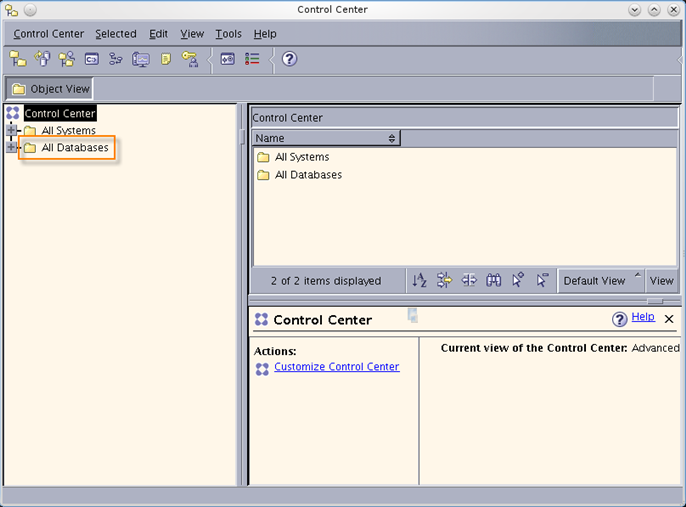 Control Center
Control Center Selected Edit View Tools Help
Object View
Control Center
All Systems
All Databases
Control Center
Name
All Systems
All Databases
2 of 2 items displayed
Default View
View
Control Center
Help
Actions:
Customize Control Center
Current view of the Control Center: Advanced